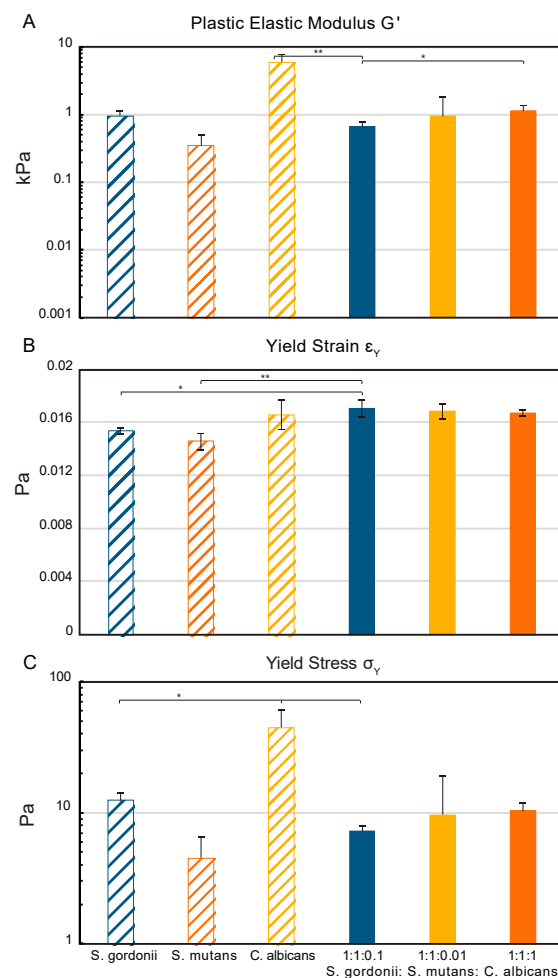 A
Plastic Elastic Modulus G'
10
**
*
1
kPa
0.1
0.01
0.001
B
Yield Strain εY
0.02
**
*
0.016
Pa
0.012
0.008
0.004
0
C
Yield Stress σY
100
*
Pa
10
1
S. gordonii S. mutans C. albicans 1:1:0.1 1:1:0.01 1:1:1
S. gordonii: S. mutans: C. albicans